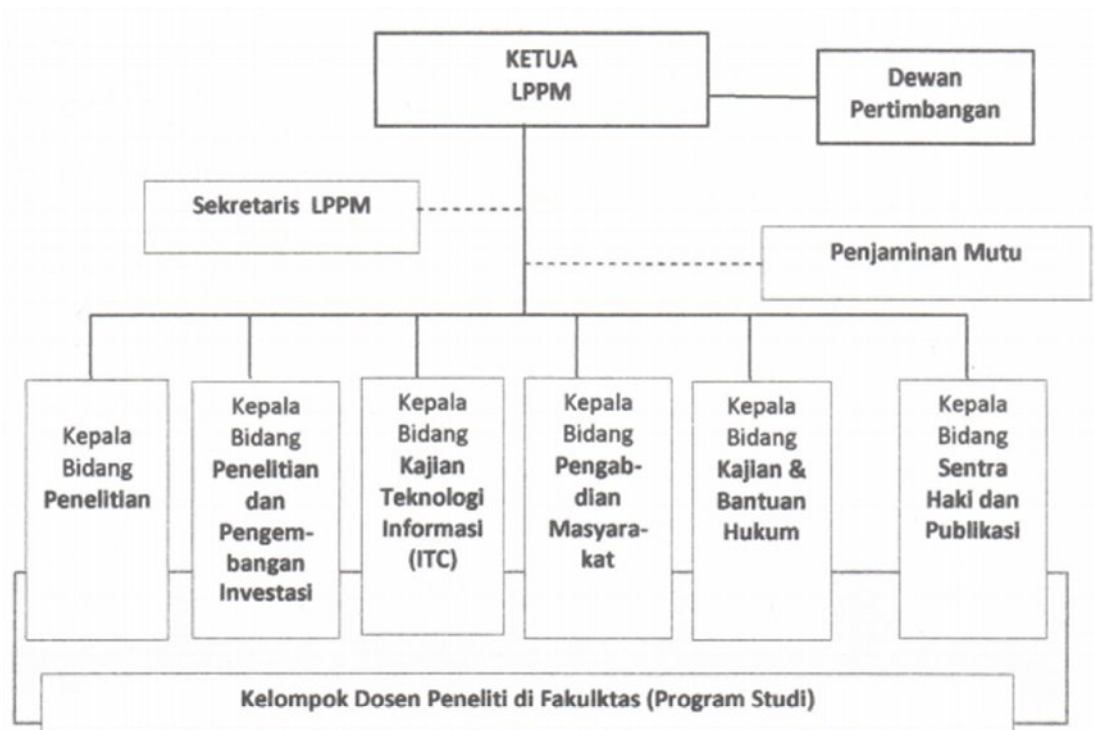 KETUA
LPPM
Dewan
Pertimbangan
Sekretaris LPPM
Penjaminan Mutu
Kepala
Bidang
Penelitian
Kepala
Bidang
Penelitian
dan
Pengem-
bangan
Investasi
Kepala
Bidang
Kajian
Teknologi
Informasi
(ITC)
Kepala
Bidang
Pengab-
dian
Masyara-
kat
Kepala
Bidang
Kajian &
Bantuan
Hukum
Kepala
Bidang
Sentra
Haki dan
Publikasi
Kelompok Dosen Peneliti di Fakulktas (Program Studi)